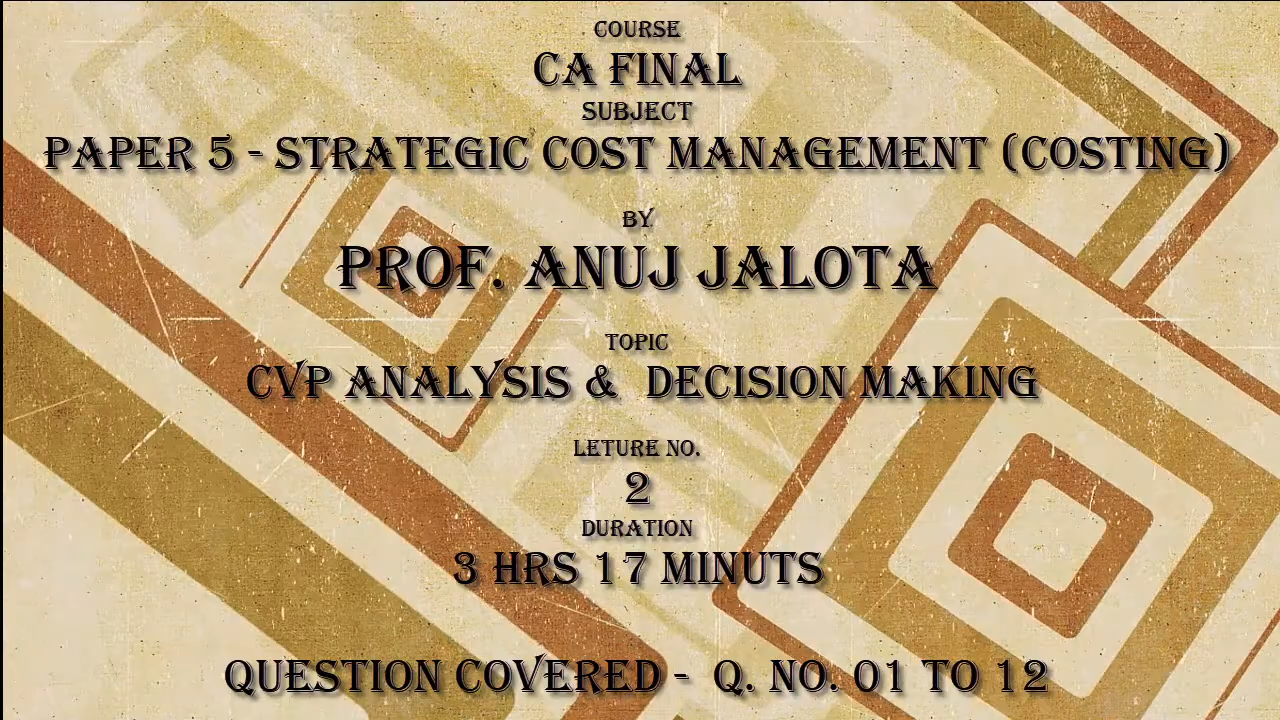 COURSE
CA FINAL
SUBJECT
PAPER 5 - STRATEGIC COST MANAGEMENT (COSTING)
BY
PROF. ANUJ JALOTA
TOPIC
CVP ANALYSIS & DECISION MAKING
LETURE NO.
2
DURATION
3 HRS 17 MINUTS
QUESTION COVERED - Q. NO. 01 TO 12